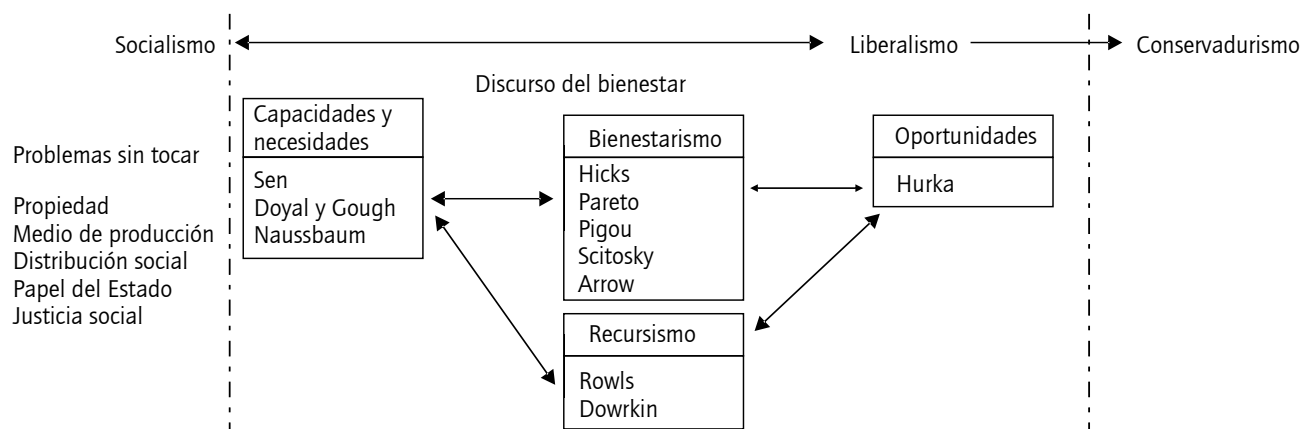 Socialismo
Liberalismo
Conservadurismo
Discurso del bienestar
Problemas sin tocar
Propiedad
Medio de producción
Distribución social
Papel del Estado
Justicia social
Capacidades y
necesidades
Sen
Doyal y Gough
Naussbaum
Bienestarismo
Hicks
Pareto
Pigou
Scitosky
Arrow
Recursismo
Rowls
Dowrkin
Oportunidades
Hurka